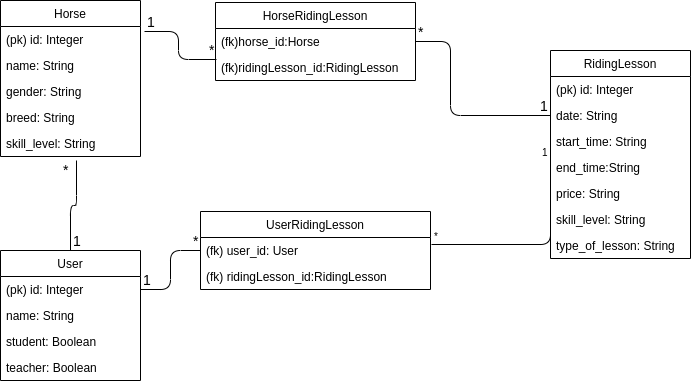 Horse
(pk) id: Integer
name: String
gender: String
breed: String
skill_level: String
1
*
HorseRidingLesson
(fk)horse_id:Horse
(fk)ridingLesson_id:RidingLesson
*
1
RidingLesson
(pk) id: Integer
date: String
start_time: String
end_time:String
price: String
skill_level: String
type_of_lesson: String
1
*
1
User
(pk) id: Integer
name: String
student: Boolean
teacher: Boolean
1
*
UserRidingLesson
(fk) user_id: User
(fk) ridingLesson_id:RidingLesson
*